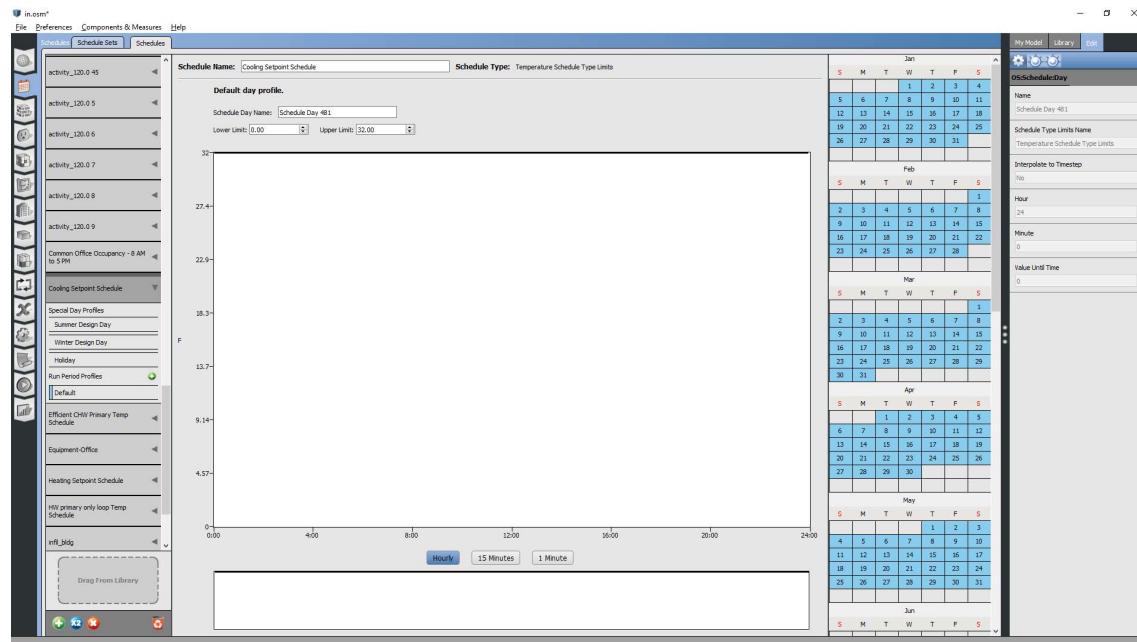 in.osm*
File Preferences Components & Measures Help
Schedules Schedule Sets Schedules
My Model Library Edit
activity_120.0 45
activity_120.0 5
activity_120.0 6
activity_120.0 7
activity_120.0 8
activity_120.0 9
Common Office Occupancy - 8 AM
to 5 PM
Cooling Setpoint Schedule
Special Day Profiles
Summer Design Day
Winter Design Day
Holiday
Run Period Profiles
Default
Efficient CHW Primary Temp
Schedule
Equipment-Office
Heating Setpoint Schedule
HW primary only loop Temp
Schedule
infil_bldg
Drag From Library
X2
Schedule Name: Cooling Setpoint Schedule Schedule Type: Temperature Schedule Type Limits
Default day profile.
Schedule Day Name: Schedule Day 481
Lower Limit: 0.00 Upper Limit: 32.00
32
27.4
22.9
18.3
F
13.7
9.14
4.57
0
0:00 4:00 8:00 12:00 16:00 20:00 24:00
Hourly 15 Minutes 1 Minute
Jan
S M T W T F S
1 2 3 4
5 6 7 8 9 10 11
12 13 14 15 16 17 18
19 20 21 22 23 24 25
26 27 28 29 30 31
Feb
S M T W T F S
1
2 3 4 5 6 7 8
9 10 11 12 13 14 15
16 17 18 19 20 21 22
23 24 25 26 27 28
Mar
S M T W T F S
1
2 3 4 5 6 7 8
9 10 11 12 13 14 15
16 17 18 19 20 21 22
23 24 25 26 27 28 29
30 31
Apr
S M T W T F S
1 2 3 4 5
6 7 8 9 10 11 12
13 14 15 16 17 18 19
20 21 22 23 24 25 26
27 28 29 30
May
S M T W T F S
1 2 3
4 5 6 7 8 9 10
11 12 13 14 15 16 17
18 19 20 21 22 23 24
25 26 27 28 29 30 31
Jun
S M T W T F S
OS:Schedule:Day
Name
Schedule Day 481
Schedule Type Limits Name
Temperature Schedule Type Limits
Interpolate to Timestep
No
Hour
24
Minute
0
Value Until Time
0